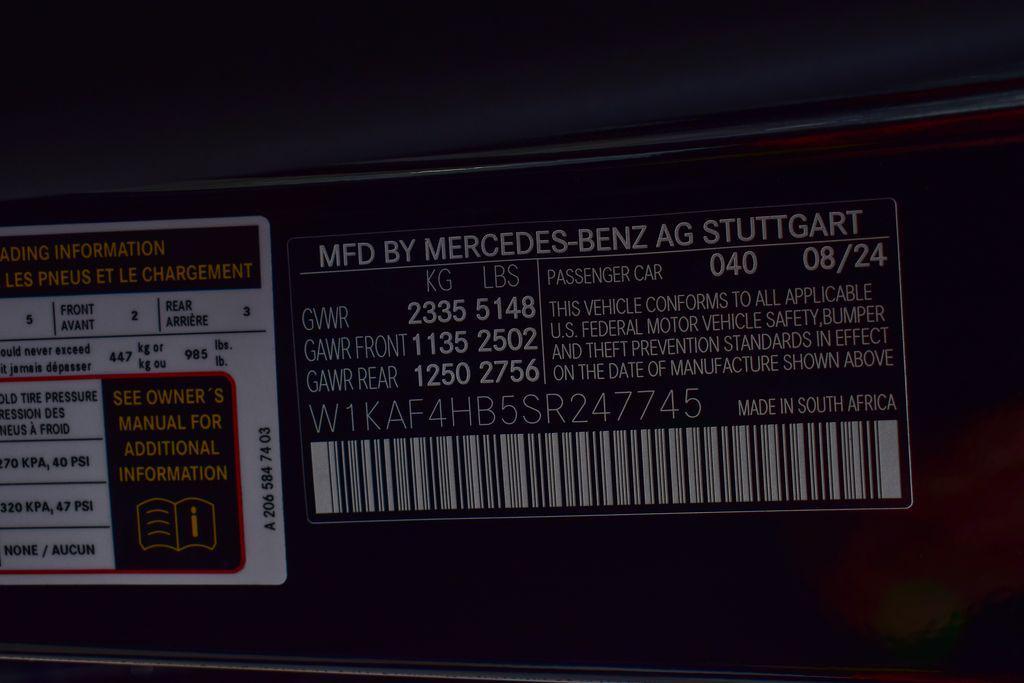 ADING INFORMATION
LES PNEUS ET LE CHARGEMENT
5 FRONT AVANT 2 REAR ARRIÈRE 3
ould never exceed 447 kg or 985 lbs.
it jamais dépasser kg ou lb.
OLD TIRE PRESSURE
RESSION DES
NEUS À FROID
270 KPA, 40 PSI
320 KPA, 47 PSI
NONE / AUCUN
SEE OWNER´S
MANUAL FOR
ADDITIONAL
INFORMATION
A 206 584 74 03
MFD BY MERCEDES-BENZ AG STUTTGART
KG LBS
GVWR 2335 5148
GAWR FRONT 1135 2502
GAWR REAR 1250 2756
PASSENGER CAR 040 08/24
THIS VEHICLE CONFORMS TO ALL APPLICABLE
U.S. FEDERAL MOTOR VEHICLE SAFETY,BUMPER
AND THEFT PREVENTION STANDARDS IN EFFECT
ON THE DATE OF MANUFACTURE SHOWN ABOVE
W1KAF4HB5SR247745 MADE IN SOUTH AFRICA